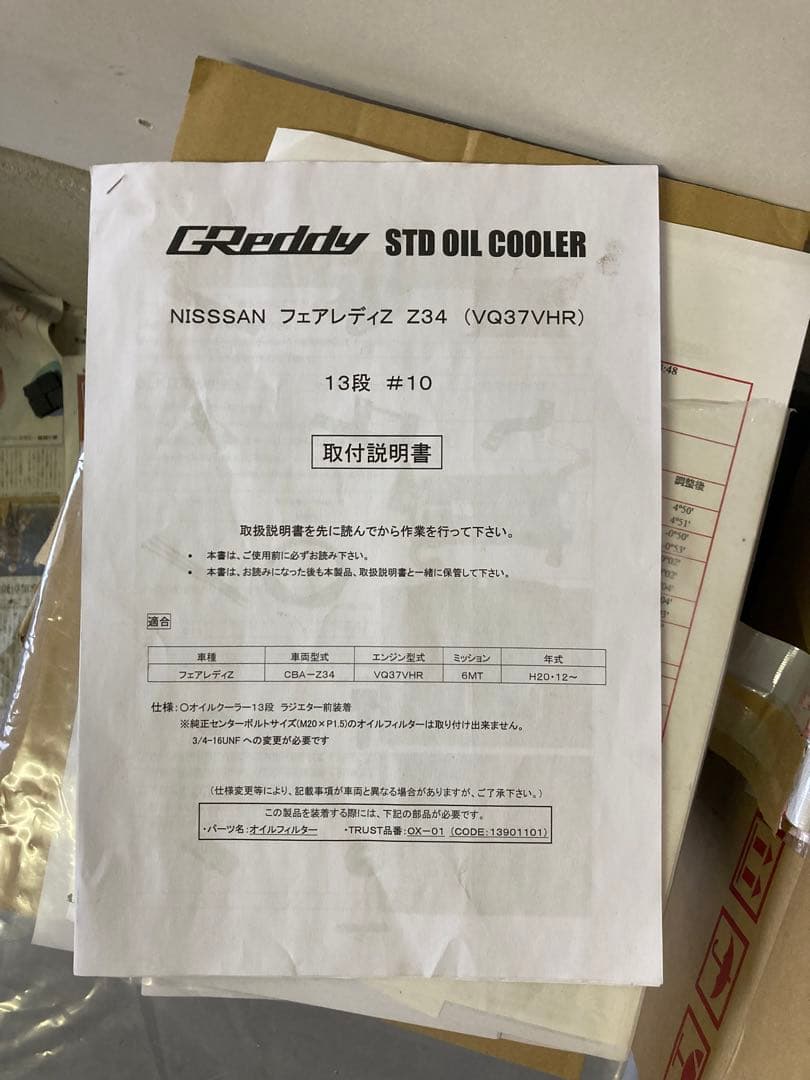 GReddy STD OIL COOLER
NISSSAN フェアレディZ Z34 （VQ37VHR）
13段 ＃10
取付説明書
取扱説明書を先に読んでから作業を行って下さい。
• 本書は、ご使用前に必ずお読み下さい。
• 本書は、お読みになった後も本製品、取扱説明書と一緒に保管して下さい。
適合
車種 車両型式 エンジン型式 ミッション 年式
フェアレディZ CBA－Z34 VQ37VHR 6MT H20・12～
仕様：〇オイルクーラー13段 ラジエター前装着
※純正センターボルトサイズ(M20×P1.5)のオイルフィルターは取り付け出来ません。
3/4-16UNF への変更が必要です
（仕様変更等により、記載事項が車両と異なる場合がありますが、ご了承下さい。）
この製品を装着する際には、下記の部品が必要です。
・パーツ名：オイルフィルター ・TRUST品番：OX－01 (CODE:13901101)
:48
調整後
4°50'
4°51'
-0°50'
-0°53'